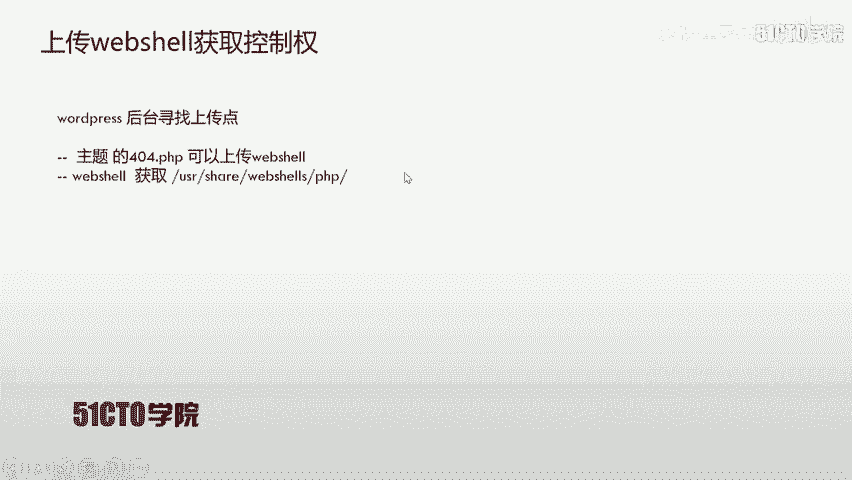 上传webshell获取控制权
51CTO学院
wordpress 后台寻找上传点
-- 主题 的404.php 可以上传webshell
-- webshell 获取 /usr/share/webshells/php/
51CTO学院